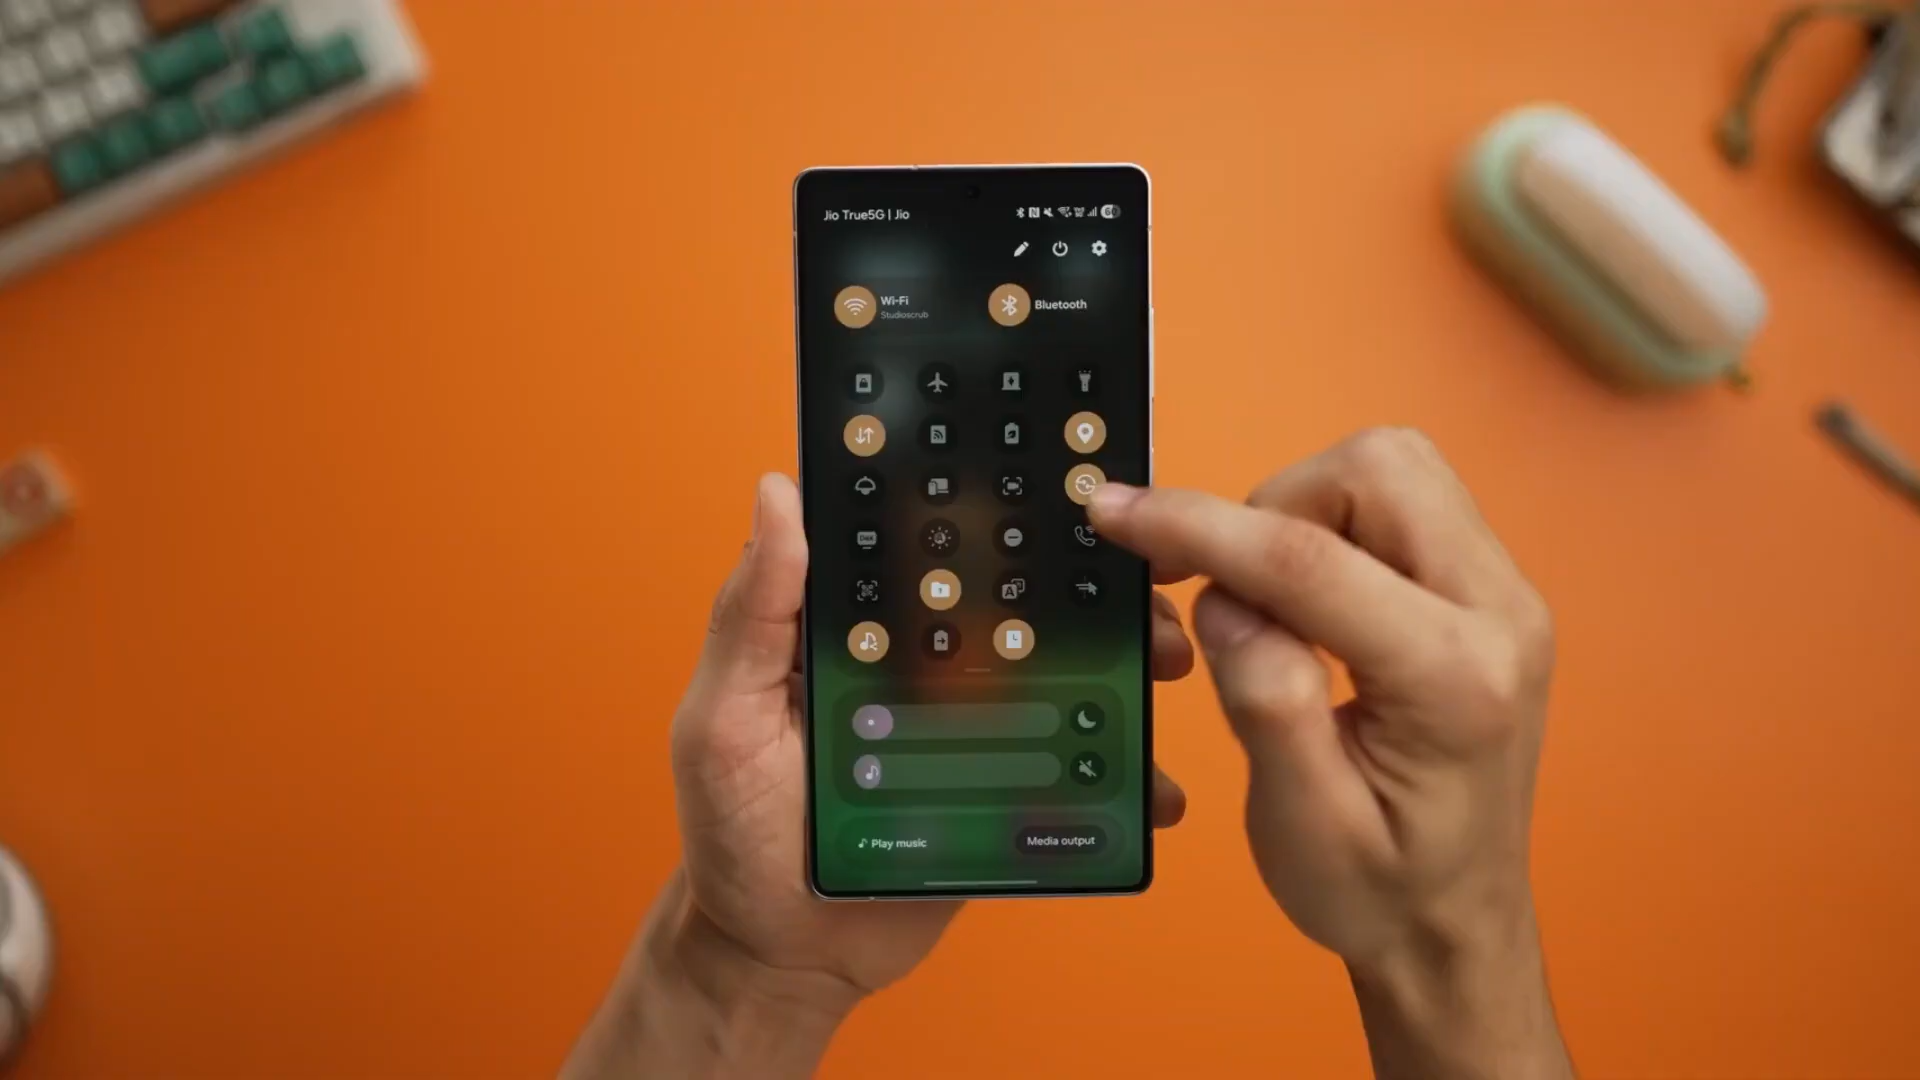 Jio True5G | Jio
Wi-Fi
Studioscrub
Bluetooth
Play music
Media output